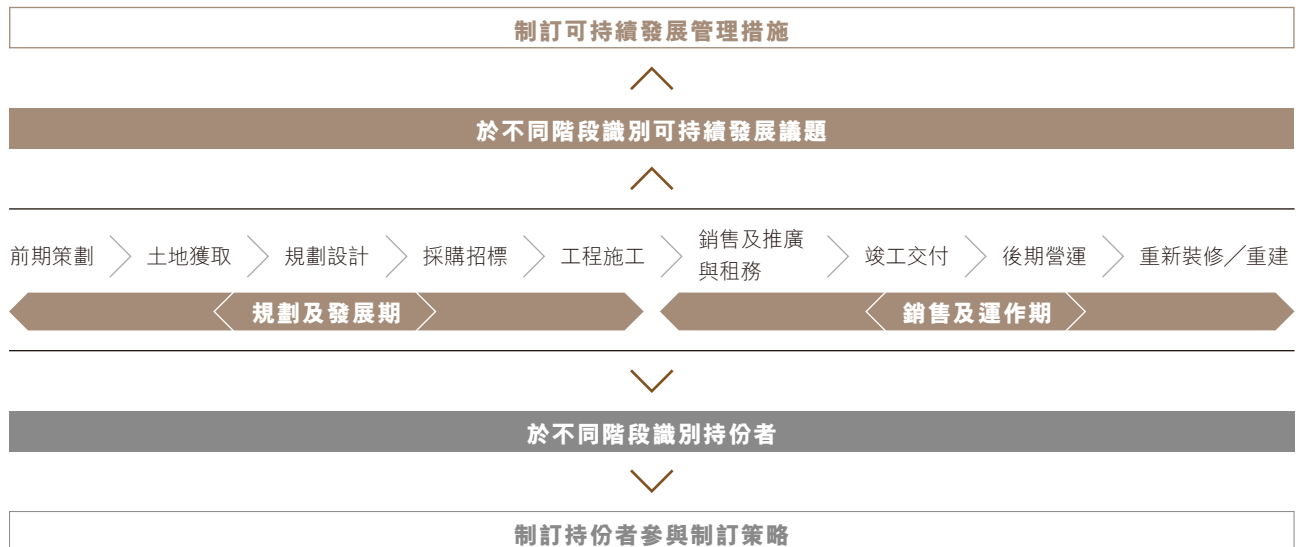 制訂可持續發展管理措施
於不同階段識別可持續發展議題
前期策劃
土地獲取
規劃設計
採購招標
工程施工
銷售及推廣
與租務
竣工交付
後期營運
重新裝修／重建
規劃及發展期
銷售及運作期
於不同階段識別持份者
制訂持份者參與制訂策略